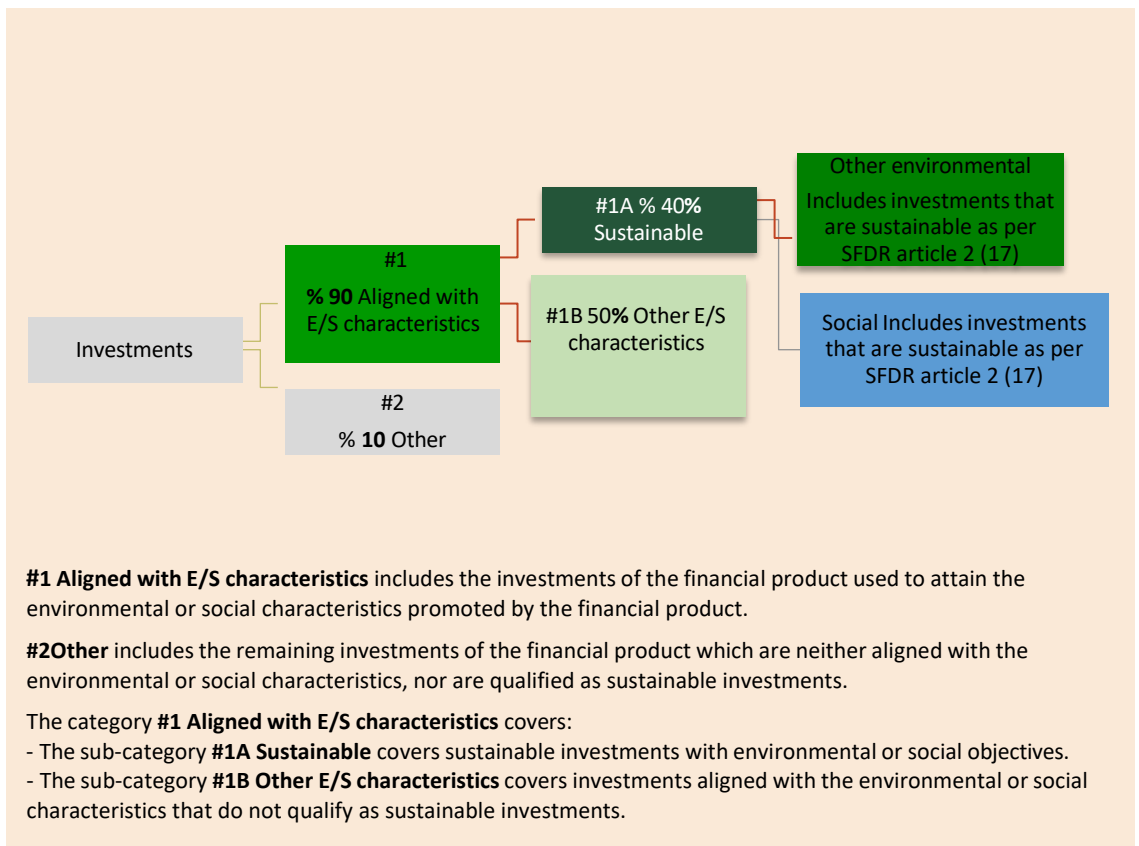 Investments
#1
% 90 Aligned with
E/S characteristics
#2
% 10 Other
#1A % 40%
Sustainable
#1B 50% Other E/S
characteristics
Other environmental
Includes investments that
are sustainable as per
SFDR article 2 (17)
Social Includes investments
that are sustainable as per
SFDR article 2 (17)
#1 Aligned with E/S characteristics includes the investments of the financial product used to attain the
environmental or social characteristics promoted by the financial product.
#2Other includes the remaining investments of the financial product which are neither aligned with the
environmental or social characteristics, nor are qualified as sustainable investments.
The category #1 Aligned with E/S characteristics covers:
- The sub-category #1A Sustainable covers sustainable investments with environmental or social objectives.
- The sub-category #1B Other E/S characteristics covers investments aligned with the environmental or social
characteristics that do not qualify as sustainable investments.